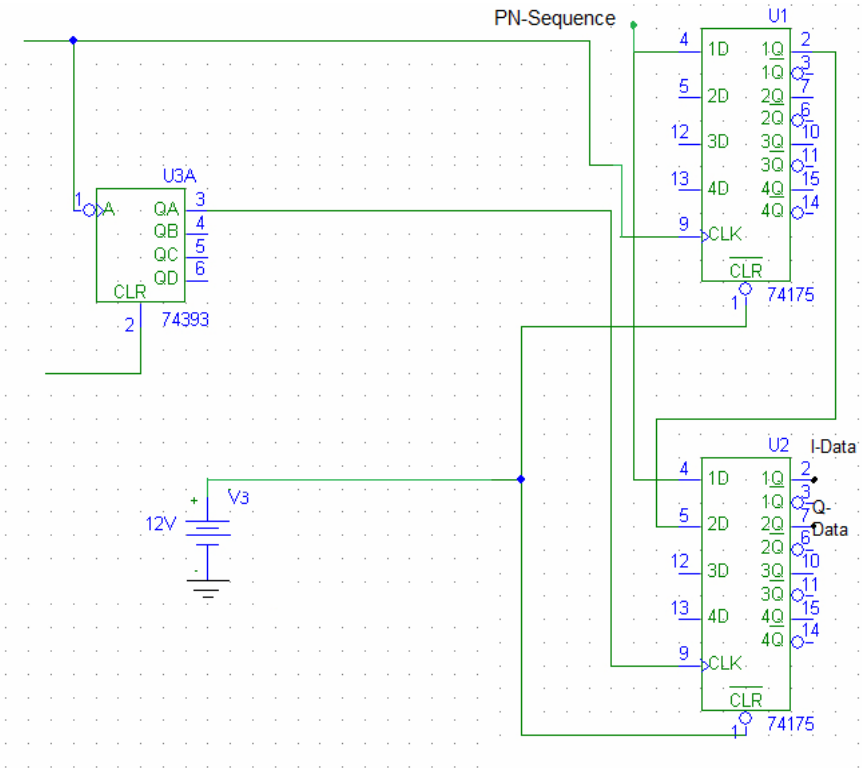 PN-Sequence
U1
4 1D 1Q 2
1Q 3
5 2D 2Q 7
2Q 6
12 3D 3Q 10
3Q 11
13 4D 4Q 15
4Q 14
9 CLK
CLR
1 74175
U3A
1 A QA 3
QB 4
QC 5
QD 6
CLR
2 74393
+ V3
12V
-
U2 I-Data
4 1D 1Q 2
1Q 3
Q-
5 2D 2Q 7
Data
2Q 6
12 3D 3Q 10
3Q 11
13 4D 4Q 15
4Q 14
9 CLK
CLR
1 74175